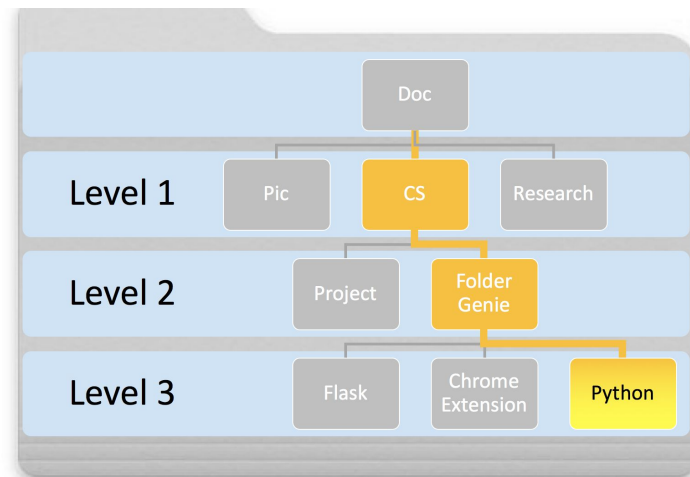 Doc
Level 1
Pic
CS
Research
Level 2
Project
Folder
Genie
Level 3
Flask
Chrome
Extension
Python